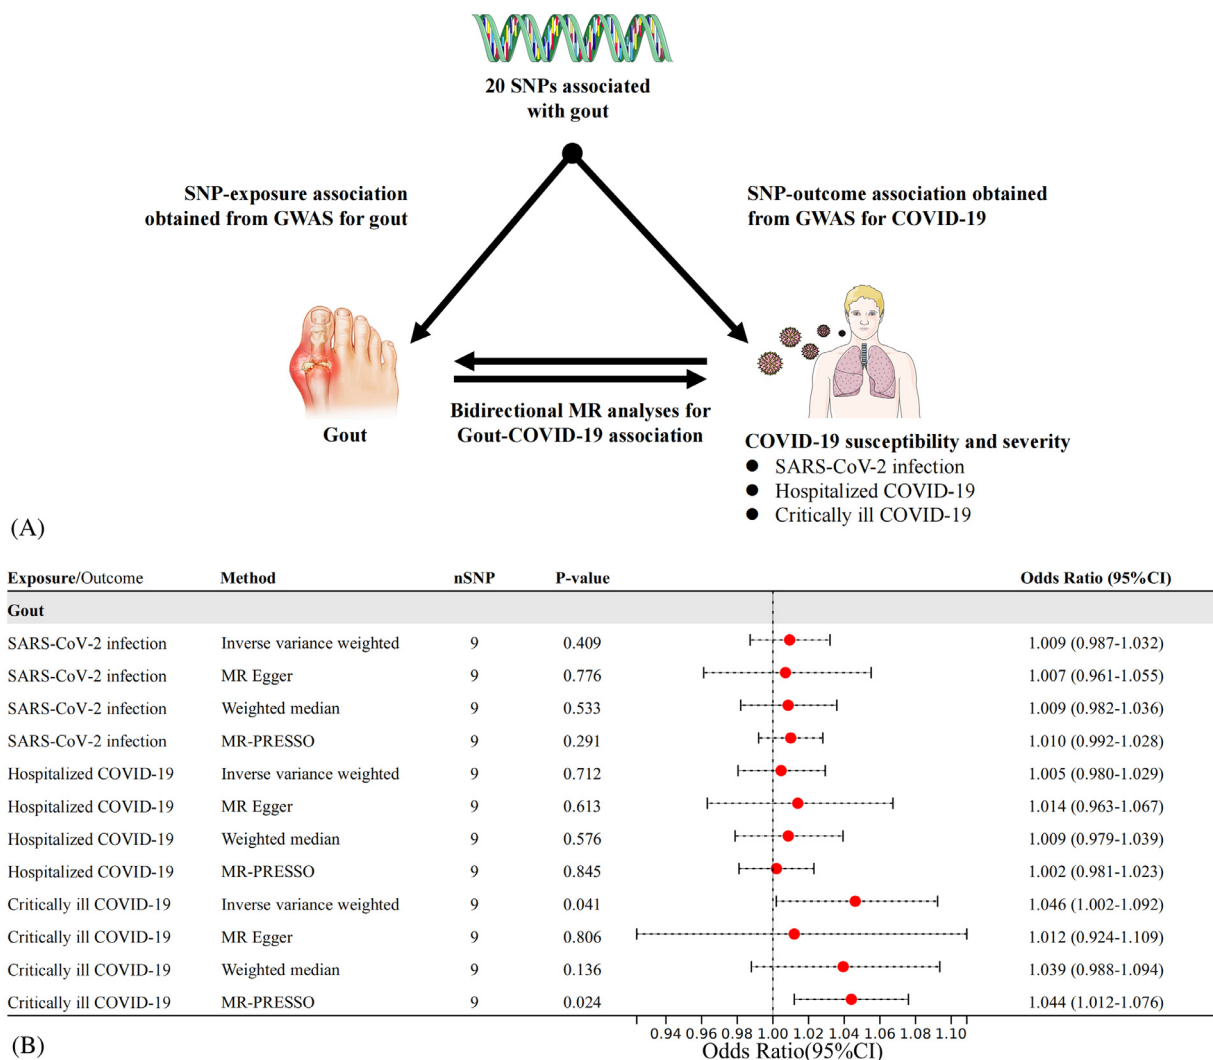 20 SNPs associated
with gout
SNP-exposure association
obtained from GWAS for gout
SNP-outcome association obtained
from GWAS for COVID-19
Gout
Bidirectional MR analyses for
Gout-COVID-19 association
COVID-19 susceptibility and severity
● SARS-CoV-2 infection
● Hospitalized COVID-19
● Critically ill COVID-19
(A)
Exposure/Outcome Method nSNP P-value Odds Ratio (95%CI)
Gout
SARS-CoV-2 infection Inverse variance weighted 9 0.409 1.009 (0.987-1.032)
SARS-CoV-2 infection MR Egger 9 0.776 1.007 (0.961-1.055)
SARS-CoV-2 infection Weighted median 9 0.533 1.009 (0.982-1.036)
SARS-CoV-2 infection MR-PRESSO 9 0.291 1.010 (0.992-1.028)
Hospitalized COVID-19 Inverse variance weighted 9 0.712 1.005 (0.980-1.029)
Hospitalized COVID-19 MR Egger 9 0.613 1.014 (0.963-1.067)
Hospitalized COVID-19 Weighted median 9 0.576 1.009 (0.979-1.039)
Hospitalized COVID-19 MR-PRESSO 9 0.845 1.002 (0.981-1.023)
Critically ill COVID-19 Inverse variance weighted 9 0.041 1.046 (1.002-1.092)
Critically ill COVID-19 MR Egger 9 0.806 1.012 (0.924-1.109)
Critically ill COVID-19 Weighted median 9 0.136 1.039 (0.988-1.094)
Critically ill COVID-19 MR-PRESSO 9 0.024 1.044 (1.012-1.076)
0.94 0.96 0.98 1.00 1.02 1.04 1.06 1.08 1.10
Odds Ratio(95%CI)
(B)